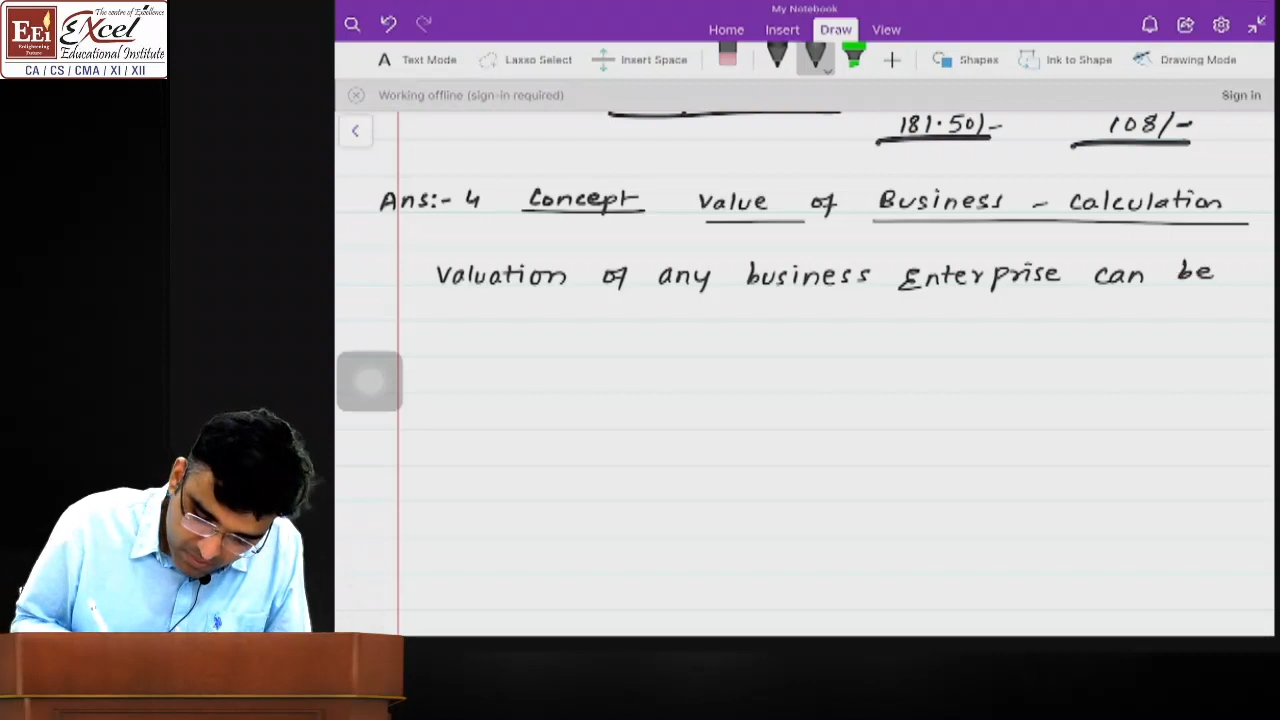 The centre of Excellence
EEi
Enlightening Future
eXcel
Educational Institute
CA / CS / CMA / XI / XII
My Notebook
Home Insert Draw View
A Text Mode Lasso Select Insert Space Shapes Ink to Shape Drawing Mode
Working offline (sign-in required) Sign in
181.50/- 108/-
Ans:- 4 Concept Value of Business - Calculation
Valuation of any business Enterprise can be